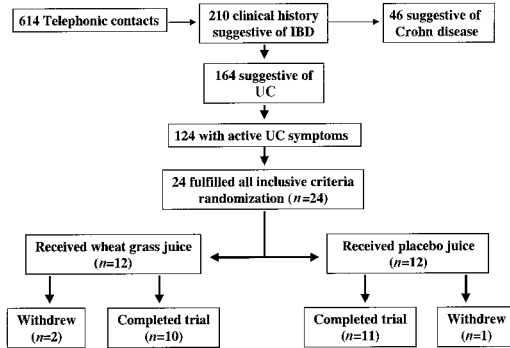 614 Telephonic contacts
210 clinical history
suggestive of IBD
46 suggestive of
Crohn disease
164 suggestive of
UC
124 with active UC symptoms
24 fulfilled all inclusive criteria
randomization (n=24)
Received wheat grass juice
(n=12)
Received placebo juice
(n=12)
Withdrew
(n=2)
Completed trial
(n=10)
Completed trial
(n=11)
Withdrew
(n=1)